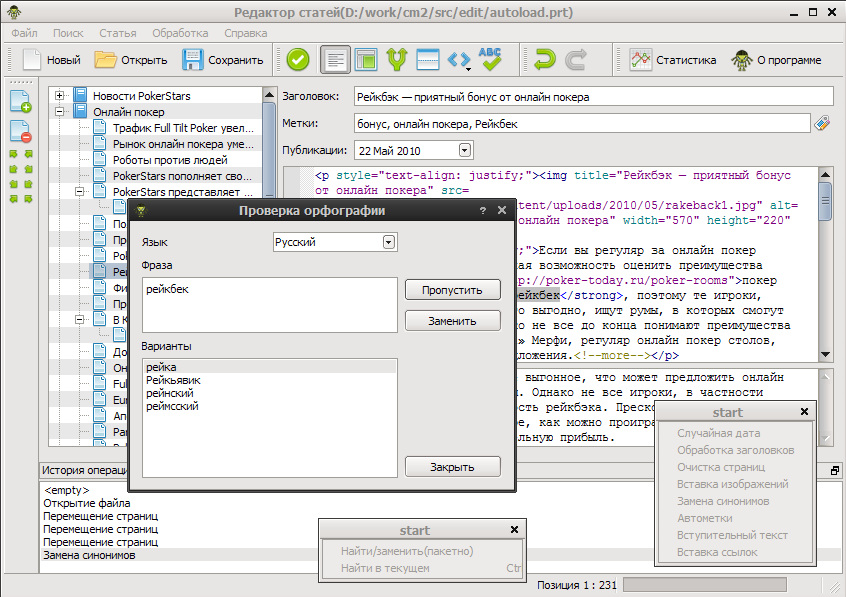 Редактор статей(D:/work/cm2/src/edit/autoload.prt)
Файл Поиск Статья Обработка Справка
Новый Открыть Сохранить ABC Статистика О программе
Новости PokerStars
Онлайн покер
Трафик Full Tilt Poker увел...
Рынок онлайн покера уме...
Роботы против людей
PokerStars пополняет сво...
PokerStars представляет ...
По
Пр
Рок
Рей
Фи
Пр
В К
До
Он
Full
Eur
Ап
Рап
Заголовок: Рейкбэк — приятный бонус от онлайн покера
Метки: бонус, онлайн покера, Рейкбек
Публикации: 22 Май 2010
<p style="text-align: justify;"><img title="Рейкбэк — приятный бонус
от онлайн покера" src=
tent/uploads/2010/05/rakeback1.jpg" alt=
онлайн покера" width="570" height="220"
;">Если вы регуляр за онлайн покер
кая возможность оценить преимущества
p://poker-today.ru/poker-rooms">покер
рейкбек</strong>, поэтому те игроки,
о выгодно, ищут румы, в которых смогут
ко не все до конца понимают преимущества
» Мерфи, регуляр онлайн покер столов,
ложения.<!--more--></p>
выгонное, что может предложить онлайн
. Однако не все игроки, в частности
сть рейкбэка. Преско
е, как можно проигра
льную прибыль.
Проверка орфографии
?
Язык Русский
Фраза
рейкбек
Пропустить
Заменить
Варианты
рейка
Рейкьявик
рейнский
реймсский
Закрыть
start
Случайная дата
Обработка заголовков
Очистка страниц
Вставка изображений
Замена синонимов
Автометки
Вступительный текст
Вставка ссылок
История операци
<empty>
Открытие файла
Перемещение страниц
Перемещение страниц
Перемещение страниц
Замена синонимов
start
Найти/заменить(пакетно)
Найти в текущем Ctr
Позиция 1 : 231